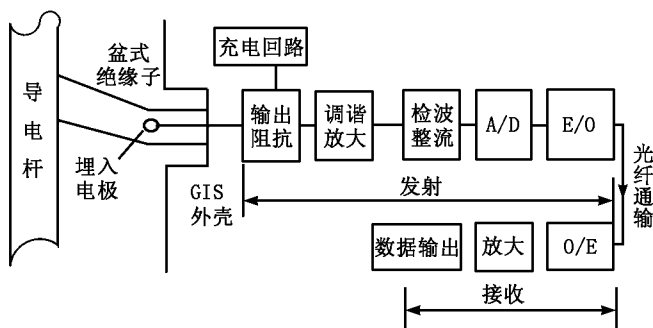 充电回路
盆式
绝缘子
导
电
杆
输出
阻抗
调谐
放大
检波
整流
A/D
E/O
埋入
电极
GIS
外壳
发射
光
纤
通
输
数据输出
放大
O/E
接收